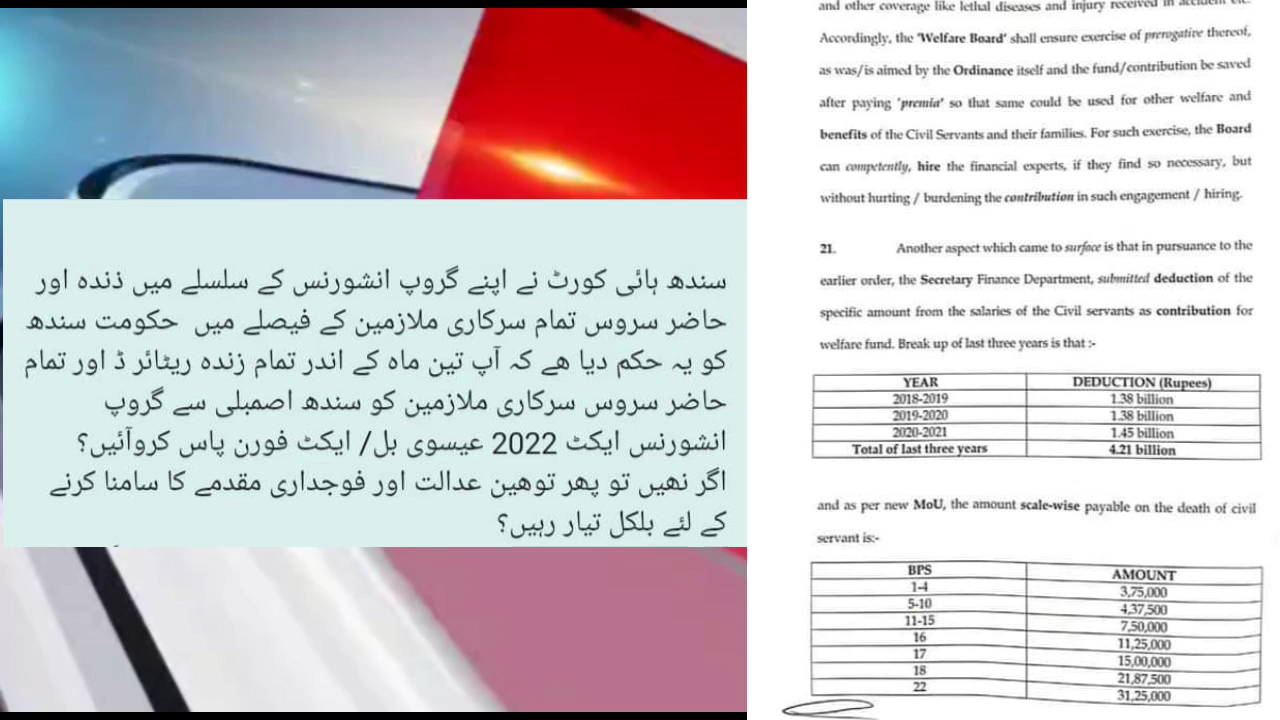 سندھ ہائی کورٹ نے اپنے گروپ انشورنس کے سلسلے میں ذندہ اور
حاضر سروس تمام سرکاری ملازمین کے فیصلے میں حکومت سندھ
کو یہ حکم دیا ھے کہ آپ تین ماہ کے اندر تمام زندہ ریٹائر ڈ اور تمام
حاضر سروس سرکاری ملازمین کو سندھ اصمبلی سے گروپ
انشورنس ایکٹ 2022 عیسوی بل/ ایکٹ فورن پاس کروآئیں؟
اگر نھیں تو پھر توھین عدالت اور فوجداری مقدمے کا سامنا کرنے
کے لئے بلکل تیار رہیں؟
and other coverage like lethal diseases and injury received in accident etc.
Accordingly, the 'Welfare Board' shall ensure exercise of prerogative thereof,
as was/is aimed by the Ordinance itself and the fund/contribution be saved
after paying 'premia' so that same could be used for other welfare and
benefits of the Civil Servants and their families. For such exercise, the Board
can competently, hire the financial experts, if they find so necessary, but
without hurting / burdening the contribution in such engagement / hiring.
21. Another aspect which came to surface is that in pursuance to the
earlier order, the Secretary Finance Department, submitted deduction of the
specific amount from the salaries of the Civil servants as contribution for
welfare fund. Break up of last three years is that :-
YEAR DEDUCTION (Rupees)
2018-2019 1.38 billion
2019-2020 1.38 billion
2020-2021 1.45 billion
Total of last three years 4.21 billion
and as per new MoU, the amount scale-wise payable on the death of civil
servant is:-
BPS AMOUNT
1-4 3,75,000
5-10 4,37,500
11-15 7,50,000
16 11,25,000
17 15,00,000
18 21,87,500
22 31,25,000